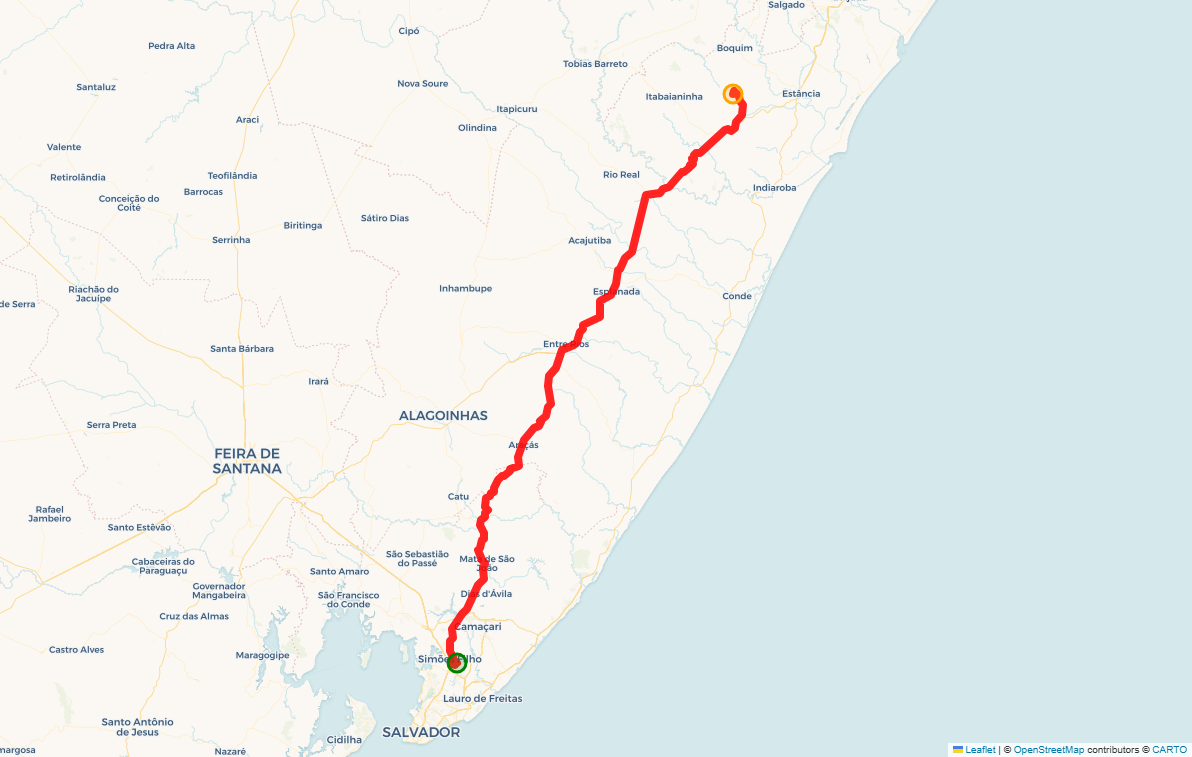 Salgado
Cipó
Pedra Alta
Boquim
Tobias Barreto
Nova Soure
Santaluz
Itabaianinha
Estância
Itapicuru
Araci
Olindina
Valente
Rio Real
Teofilândia
Retirolândia
Barrocas
Indiaroba
Conceição do
Coité
Sátiro Dias
Biritinga
Serrinha
Acajutiba
Inhambupe
Riachão do
Jacuípe
Esplanada
Conde
de Serra
Entre Rios
Santa Bárbara
Irará
ALAGOINHAS
Serra Preta
Araçás
FEIRA DE
SANTANA
Catu
Rafael
Jambeiro
Santo Estêvão
São Sebastião
do Passé
Mata de São
João
Cabaceiras do
Paraguaçu
Santo Amaro
Governador
Mangabeira
São Francisco
do Conde
Dias d'Ávila
Cruz das Almas
Camaçari
Castro Alves
Maragogipe
Simões Filho
Lauro de Freitas
Santo Antônio
de Jesus
SALVADOR
Cidilha
Nazaré
margosa
Leaflet | © OpenStreetMap contributors © CARTO